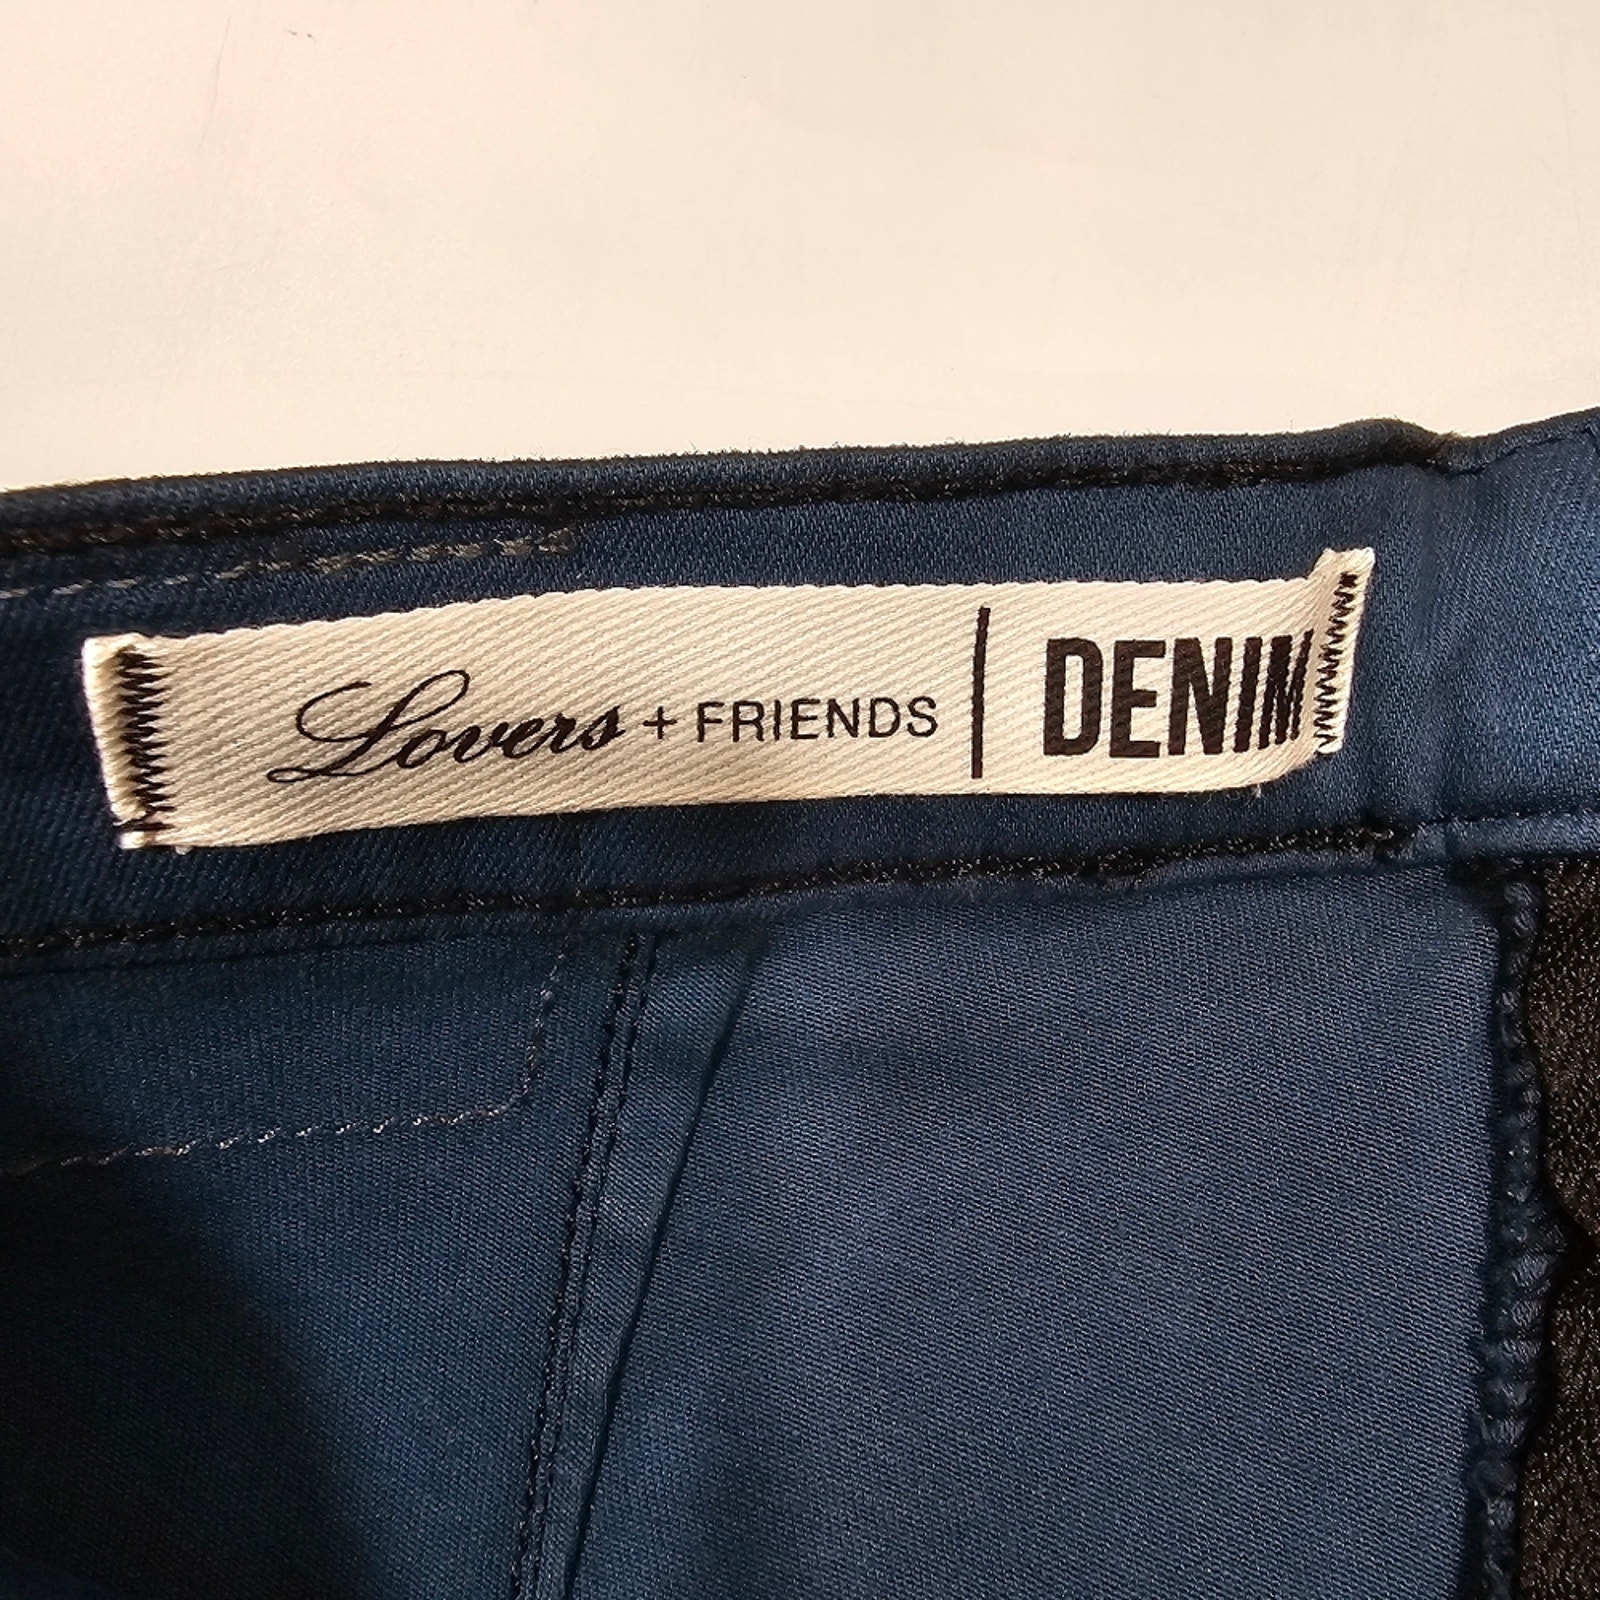 Lovers + FRIENDS | DENIM